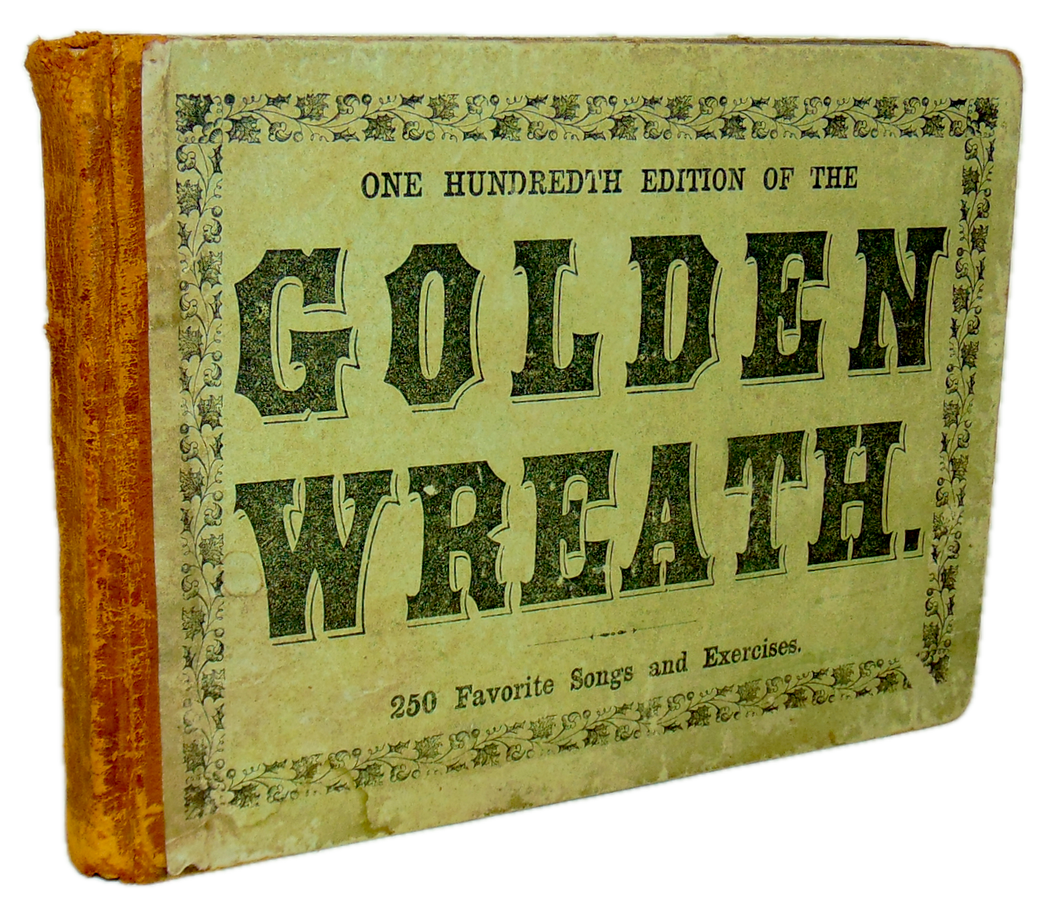 ONE HUNDREDTH EDITION OF THE
GOLDEN
WREATH.
250 Favorite Songs and Exercises.